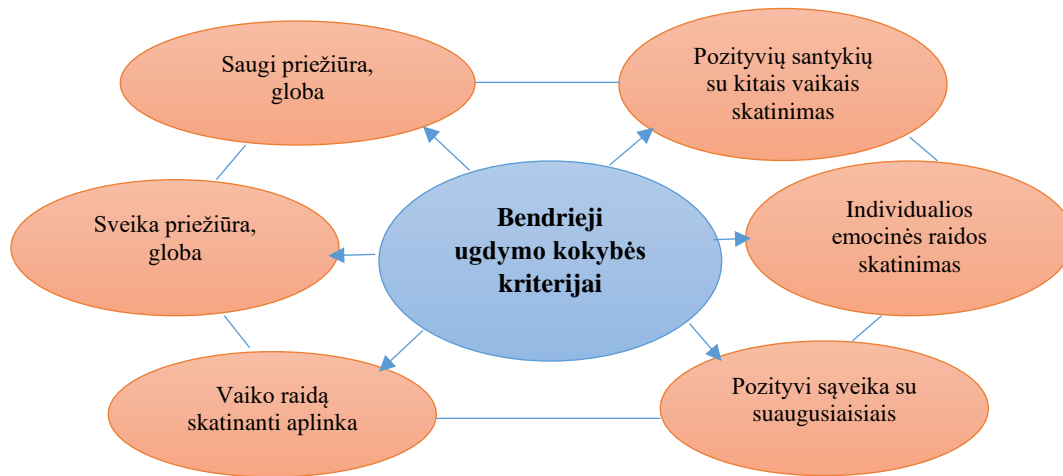 Saugi priežiūra,
globa
Pozityvių santykių
su kitais vaikais
skatinimas
Sveika priežiūra,
globa
Bendrieji
ugdymo kokybės
kriterijai
Individualios
emocinės raidos
skatinimas
Vaiko raidą
skatinanti aplinka
Pozityvi sąveika su
suaugusiaisiais